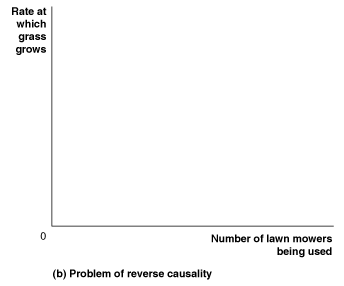 Rate at
which
grass
grows
0
Number of lawn mowers
being used
(b) Problem of reverse causality